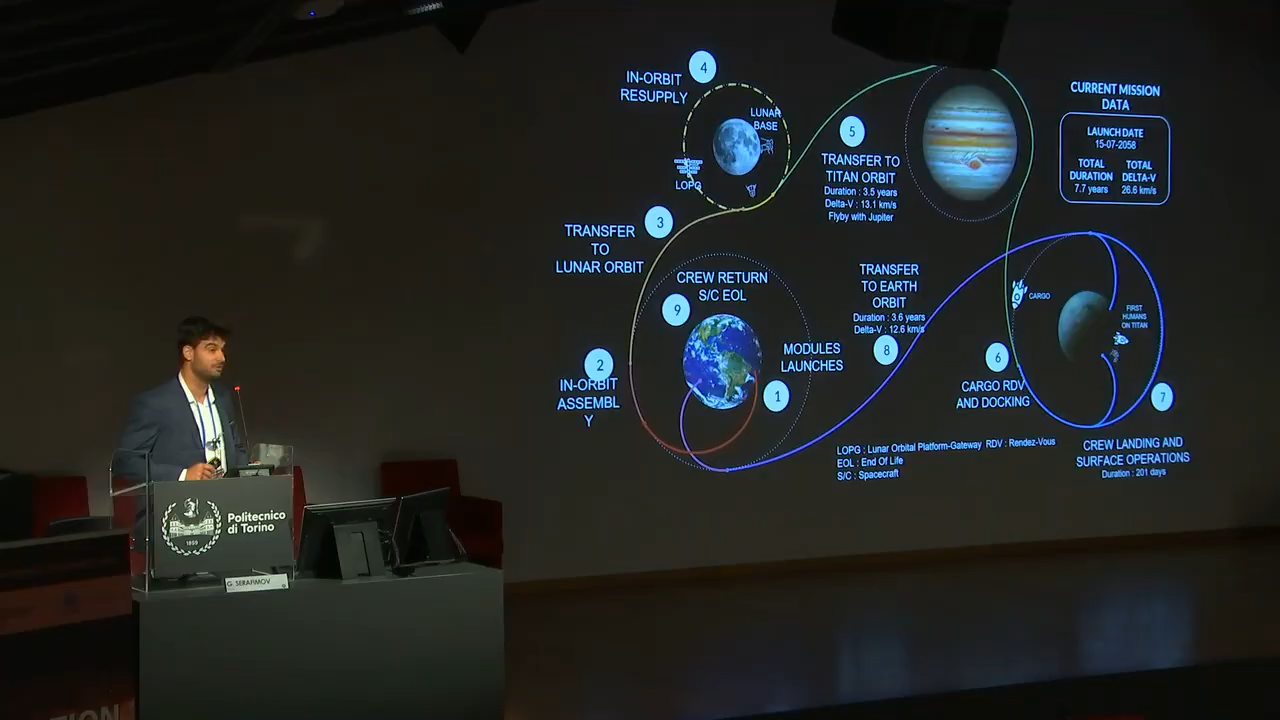 4
IN-ORBIT
RESUPPLY
LUNAR
BASE
LOPG
5
TRANSFER TO
TITAN ORBIT
Duration : 3.5 years
Delta-V : 13.1 km/s
Flyby with Jupiter
CURRENT MISSION
DATA
LAUNCH DATE
15-07-2058
TOTAL
DURATION
7.7 years
TOTAL
DELTA-V
26.6 km/s
3
TRANSFER
TO
LUNAR ORBIT
CREW RETURN
S/C EOL
9
TRANSFER
TO EARTH
ORBIT
Duration : 3.6 years
Delta-V : 12.6 km/s
8
CARGO
FIRST
HUMANS
ON TITAN
2
IN-ORBIT
ASSEMBL
Y
MODULES
LAUNCHES
1
6
CARGO RDV
AND DOCKING
7
CREW LANDING AND
SURFACE OPERATIONS
Duration : 201 days
LOPG : Lunar Orbital Platform-Gateway RDV : Rendez-Vous
EOL : End Of Life
S/C : Spacecraft
Politecnico
di Torino
1859
G. SERAFIMOV
TION